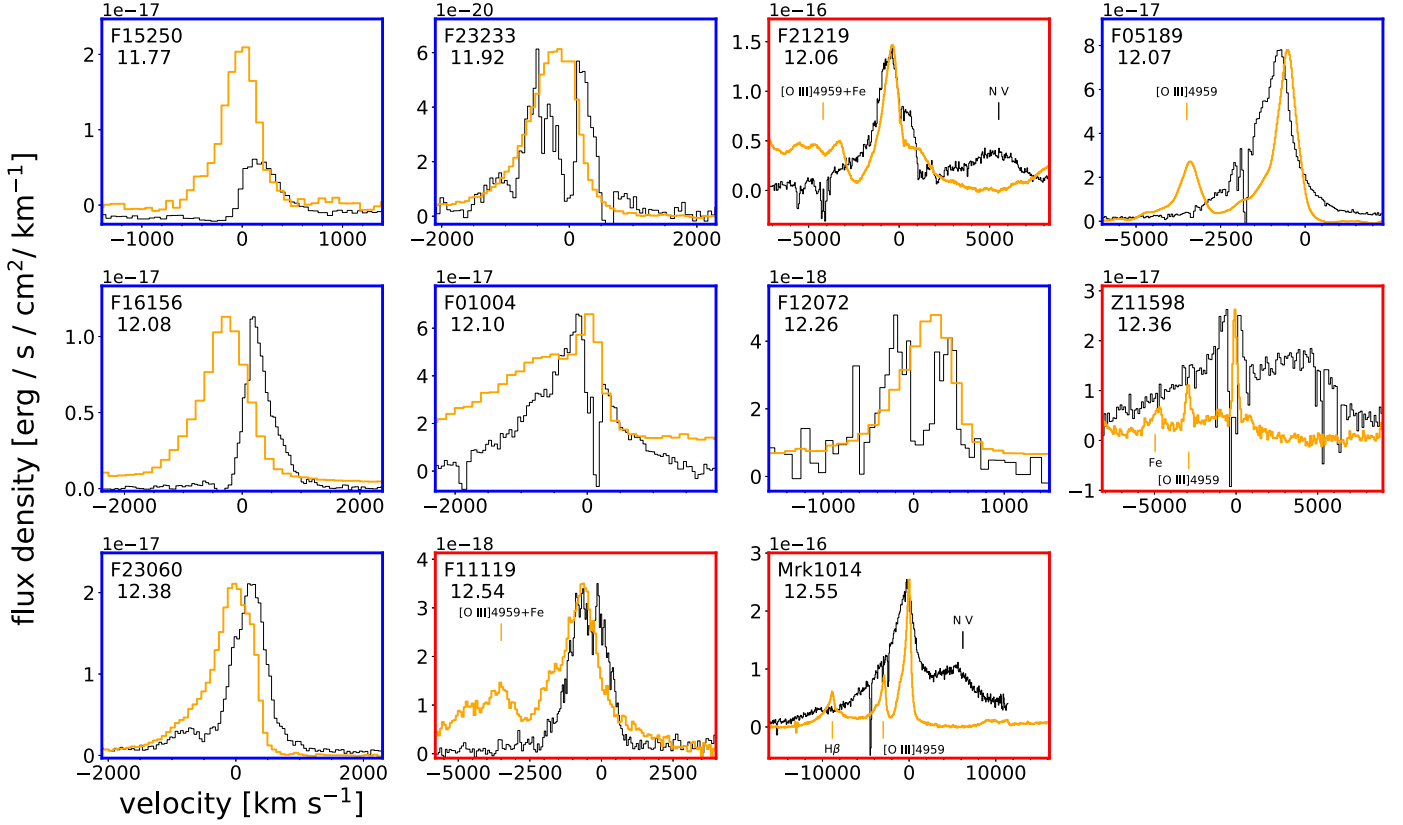 flux density [erg / s / cm²/ km⁻¹]
1e−17
F15250
11.77
2
1
0
−1000 0 1000
1e−20
F23233
11.92
6
4
2
0
−2000 0 2000
1e−16
F21219
12.06
[O III]4959+Fe
N V
1.5
1.0
0.5
0.0
−5000 0 5000
1e−17
F05189
12.07
[O III]4959
8
6
4
2
0
−5000 −2500 0
1e−17
F16156
12.08
1.0
0.5
0.0
−2000 0 2000
1e−17
F01004
12.10
6
4
2
0
−2000 −1000 0
1e−18
F12072
12.26
4
2
0
−1000 0 1000
1e−17
Z11598
12.36
3
2
1
0
−1
Fe
[O III]4959
−5000 0 5000
1e−17
F23060
12.38
2
1
0
−2000 0 2000
1e−18
F11119
12.54
[O III]4959+Fe
4
3
2
1
0
−5000 −2500 0 2500
1e−16
Mrk1014
12.55
N V
3
2
1
0
Hβ
[O III]4959
−10000 0 10000
velocity [km s⁻¹]